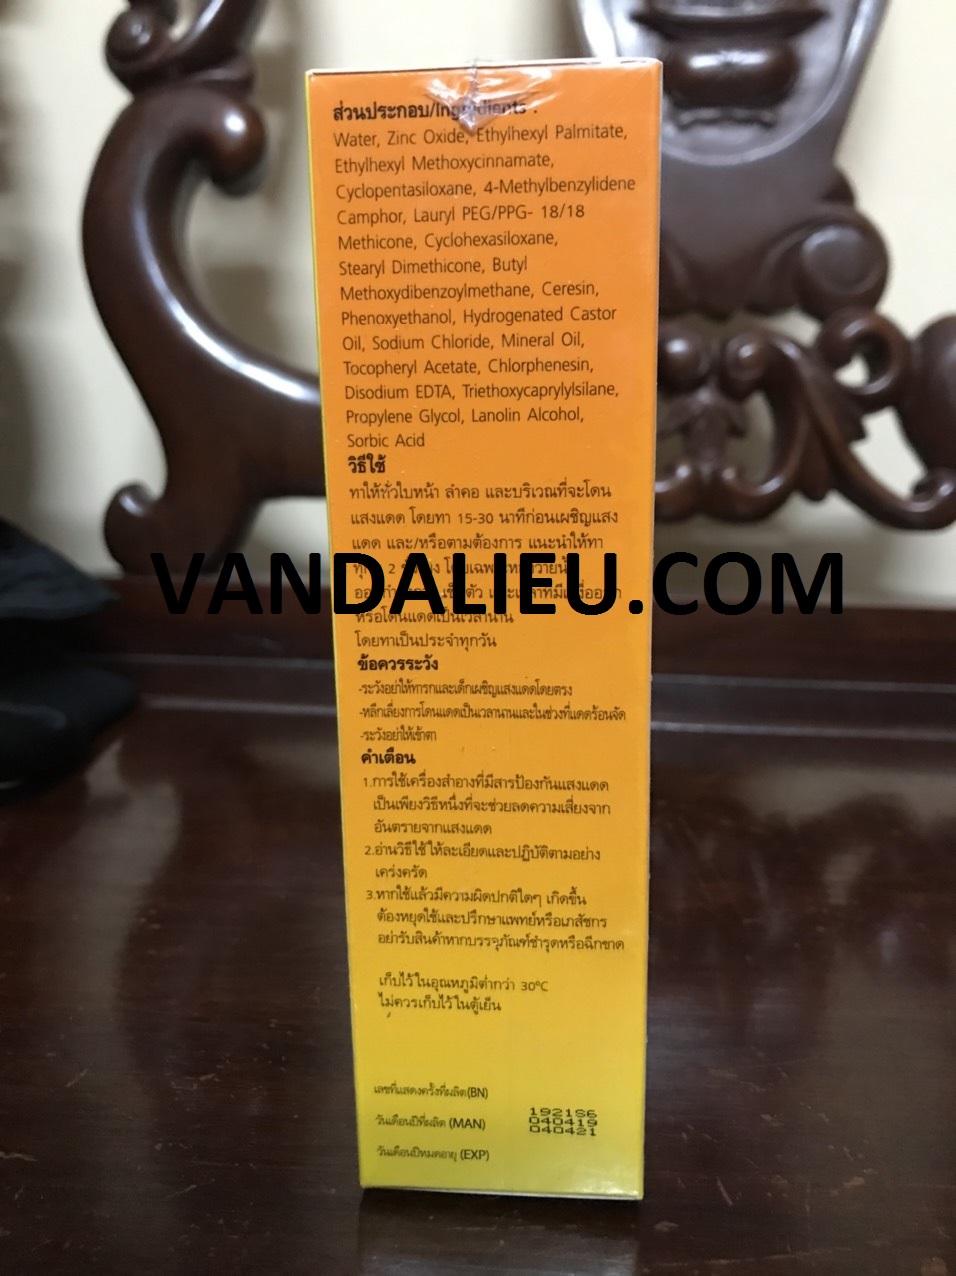 ส่วนประกอบ/Ingredients :
Water, Zinc Oxide, Ethylhexyl Palmitate,
Ethylhexyl Methoxycinnamate,
Cyclopentasiloxane, 4-Methylbenzylidene
Camphor, Lauryl PEG/PPG- 18/18
Methicone, Cyclohexasiloxane,
Stearyl Dimethicone, Butyl
Methoxydibenzoylmethane, Ceresin,
Phenoxyethanol, Hydrogenated Castor
Oil, Sodium Chloride, Mineral Oil,
Tocopheryl Acetate, Chlorphenesin,
Disodium EDTA, Triethoxycaprylylsilane,
Propylene Glycol, Lanolin Alcohol,
Sorbic Acid
วิธีใช้
ทาให้ทั่วใบหน้า ลำคอ และบริเวณที่จะโดน
แสงแดด โดยทา 15-30 นาทีก่อนเผชิญแสง
แดด และ/หรือตามต้องการ แนะนำให้ทา
2
VANDALIEU.COM
หรือโดนแดดเป็นเวลานาน
โดยทาเป็นประจำทุกวัน
ข้อควรระวัง
-ระวังอย่าให้ทารกและเด็กเผชิญแสงแดดโดยตรง
-หลีกเลี่ยงการโดนแดดเป็นเวลานานและในช่วงที่แดดร้อนจัด
-ระวังอย่าให้เข้าตา
คำเตือน
1.การใช้เครื่องสำอางที่มีสารป้องกันแสงแดด
เป็นเพียงวิธีหนึ่งที่จะช่วยลดความเสี่ยงจาก
อันตรายจากแสงแดด
2.อ่านวิธีใช้ให้ละเอียดและปฏิบัติตามอย่าง
เคร่งครัด
3.หากใช้แล้วมีความผิดปกติใดๆ เกิดขึ้น
ต้องหยุดใช้และปรึกษาแพทย์หรือเภสัชกร
อย่ารับสินค้าหากบรรจุภัณฑ์ชำรุดหรือฉีกขาด
เก็บไว้ในอุณหภูมิต่ำกว่า 30°C
ไม่ควรเก็บไว้ในตู้เย็น
เลขที่แสดงครั้งที่ผลิต(BN)
192156
วันเดือนปีที่ผลิต (MAN)
040419
040421
วันเดือนปีหมดอายุ (EXP)